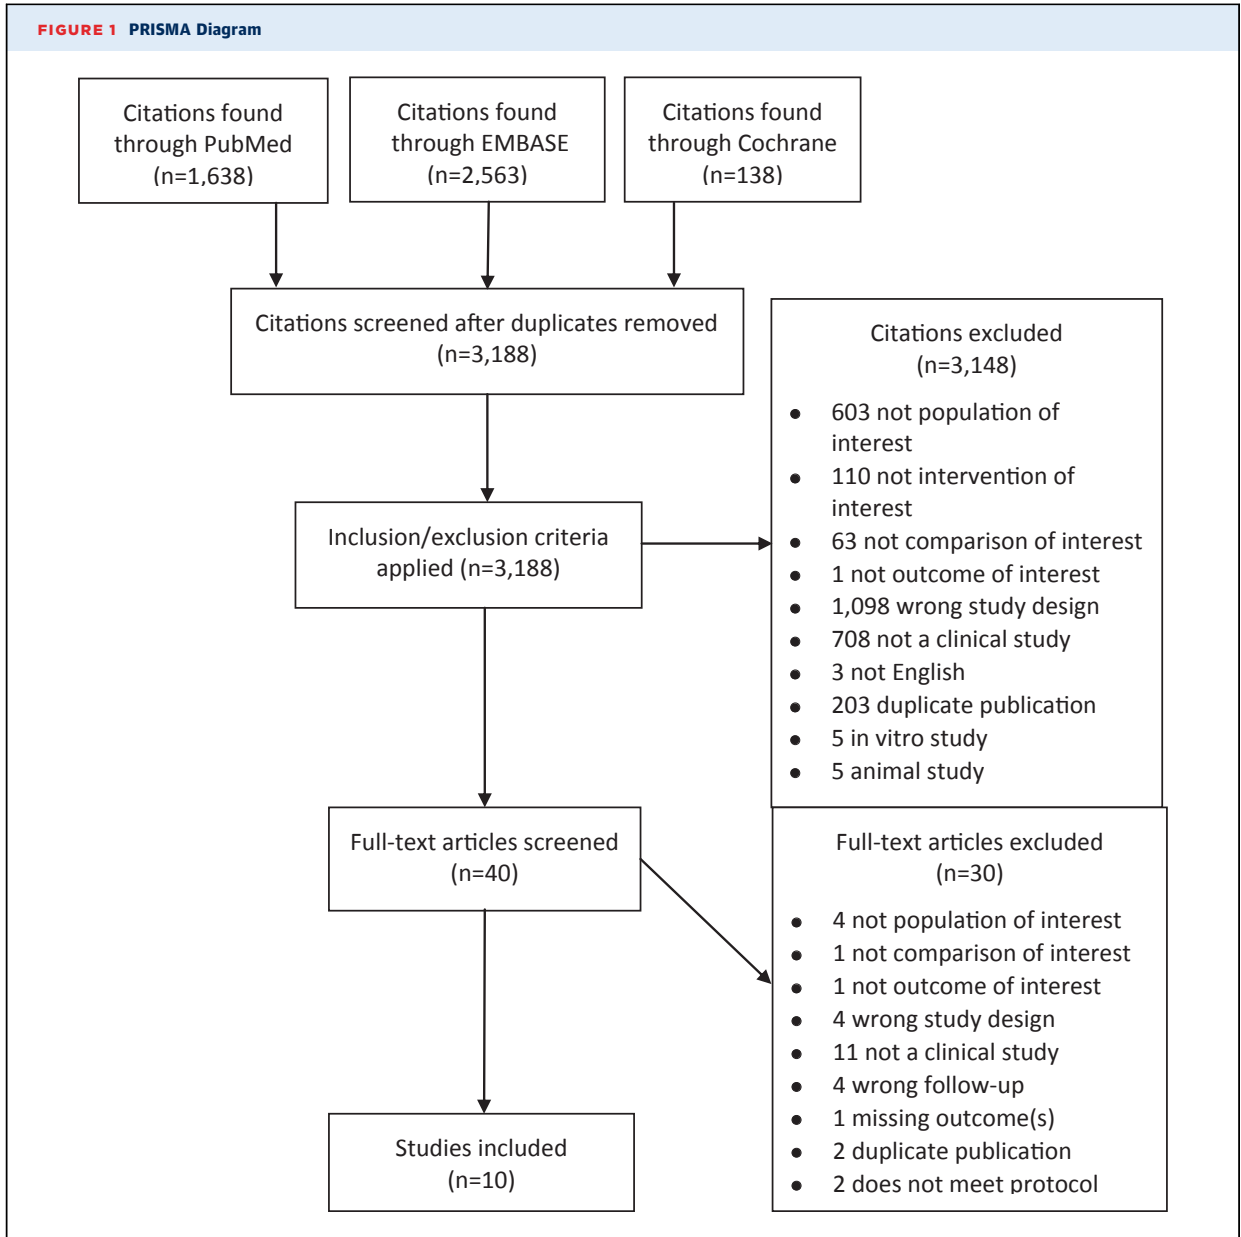 FIGURE 1 PRISMA Diagram
Citations found
through PubMed
(n=1,638)
Citations found
through EMBASE
(n=2,563)
Citations found
through Cochrane
(n=138)
Citations screened after duplicates removed
(n=3,188)
Inclusion/exclusion criteria
applied (n=3,188)
Citations excluded
(n=3,148)
• 603 not population of
interest
• 110 not intervention of
interest
• 63 not comparison of interest
• 1 not outcome of interest
• 1,098 wrong study design
• 708 not a clinical study
• 3 not English
• 203 duplicate publication
• 5 in vitro study
• 5 animal study
Full-text articles screened
(n=40)
Full-text articles excluded
(n=30)
• 4 not population of interest
• 1 not comparison of interest
• 1 not outcome of interest
• 4 wrong study design
• 11 not a clinical study
• 4 wrong follow-up
• 1 missing outcome(s)
• 2 duplicate publication
• 2 does not meet protocol
Studies included
(n=10)